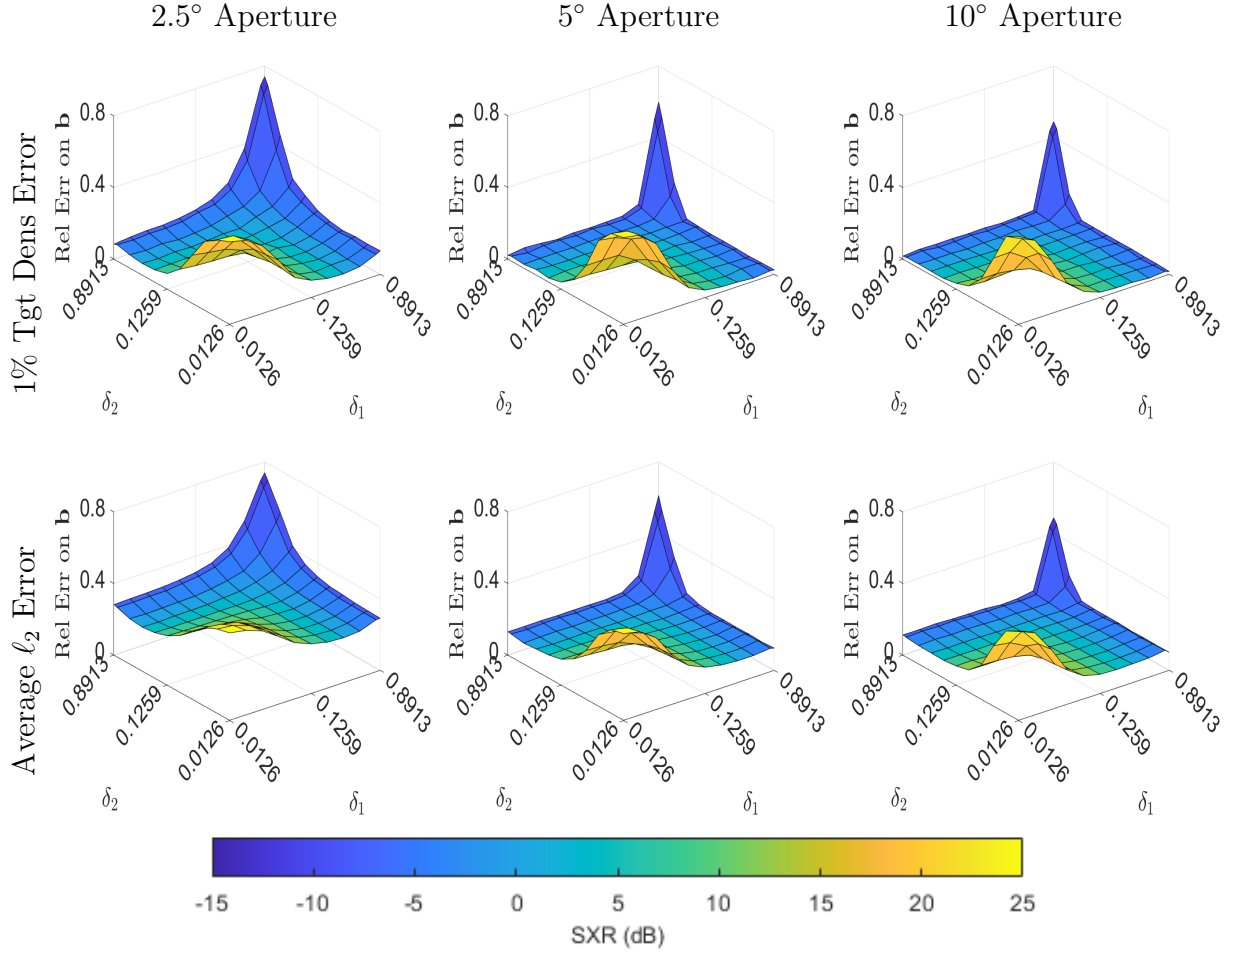 2.5° Aperture
5° Aperture
10° Aperture
1% Tgt Dens Error
Rel Err on b
0.8
0.4
0
0.8913
0.1259
0.0126
0.0126
0.1259
0.8913
δ2
δ1
Rel Err on b
0.8
0.4
0
0.8913
0.1259
0.0126
0.0126
0.1259
0.8913
δ2
δ1
Rel Err on b
0.8
0.4
0
0.8913
0.1259
0.0126
0.0126
0.1259
0.8913
δ2
δ1
Average ℓ2 Error
Rel Err on b
0.8
0.4
0
0.8913
0.1259
0.0126
0.0126
0.1259
0.8913
δ2
δ1
Rel Err on b
0.8
0.4
0
0.8913
0.1259
0.0126
0.0126
0.1259
0.8913
δ2
δ1
Rel Err on b
0.8
0.4
0
0.8913
0.1259
0.0126
0.0126
0.1259
0.8913
δ2
δ1
-15 -10 -5 0 5 10 15 20 25
SXR (dB)